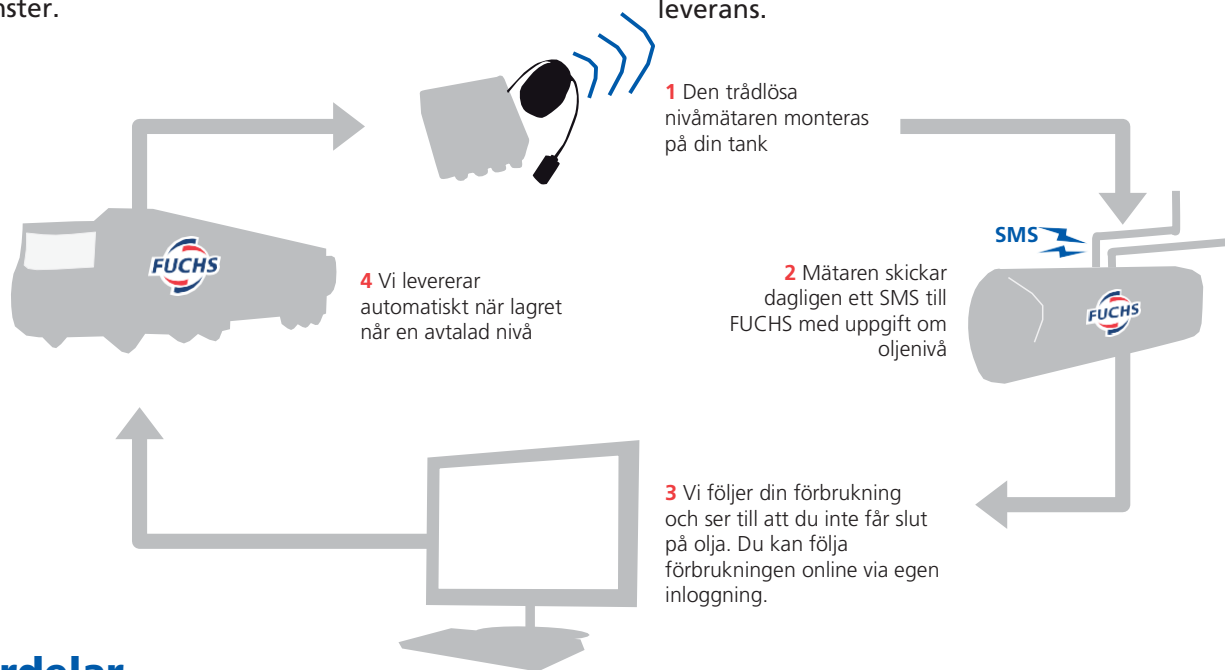 leverans.
1 Den trådlösa
nivåmätaren monteras
på din tank
SMS
2 Mätaren skickar
dagligen ett SMS till
FUCHS med uppgift om
oljenivå
FUCHS
3 Vi följer din förbrukning
och ser till att du inte får slut
på olja. Du kan följa
förbrukningen online via egen
inloggning.
FUCHS
4 Vi levererar
automatiskt när lagret
når en avtalad nivå